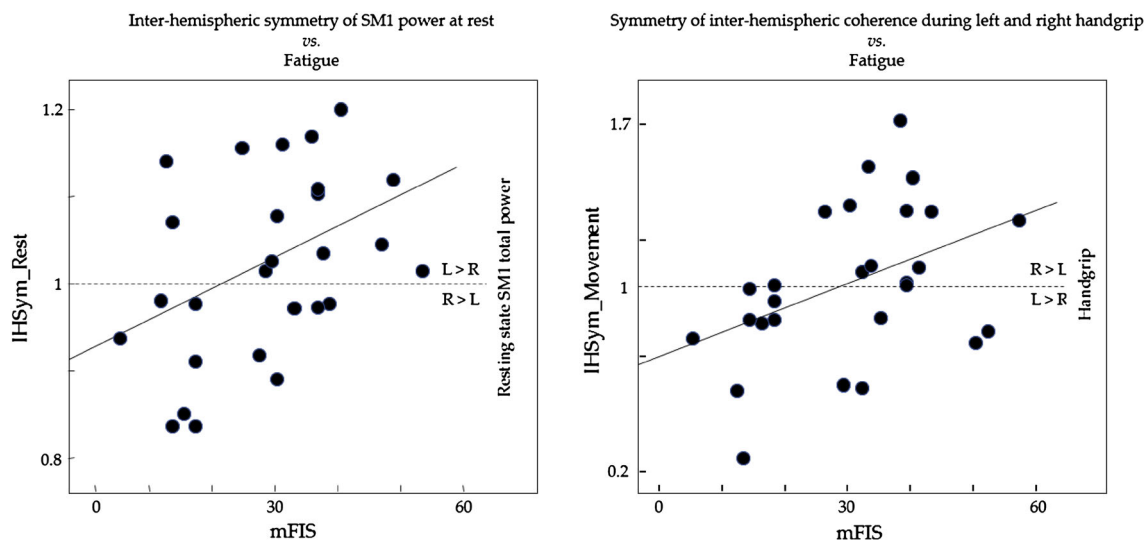 Inter-hemispheric symmetry of SM1 power at rest
vs.
Fatigue
IHSym_Rest
1.2
1
0.8
L > R
R > L
Resting state SM1 total power
0 30 60
mFIS
Symmetry of inter-hemispheric coherence during left and right handgrip
vs.
Fatigue
IHSym_Movement
1.7
1
0.2
R > L
L > R
Handgrip
0 30 60
mFIS